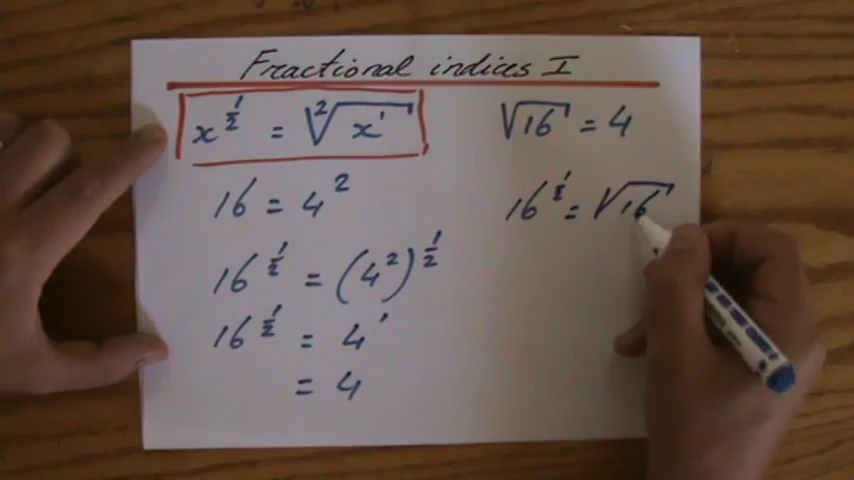 Fractional indices I
x^{1/2} = ²√x¹
16 = 4²
16^{1/2} = (4²)^{1/2}
16^{1/2} = 4¹
= 4
√16 = 4
16^{1/2} = √16